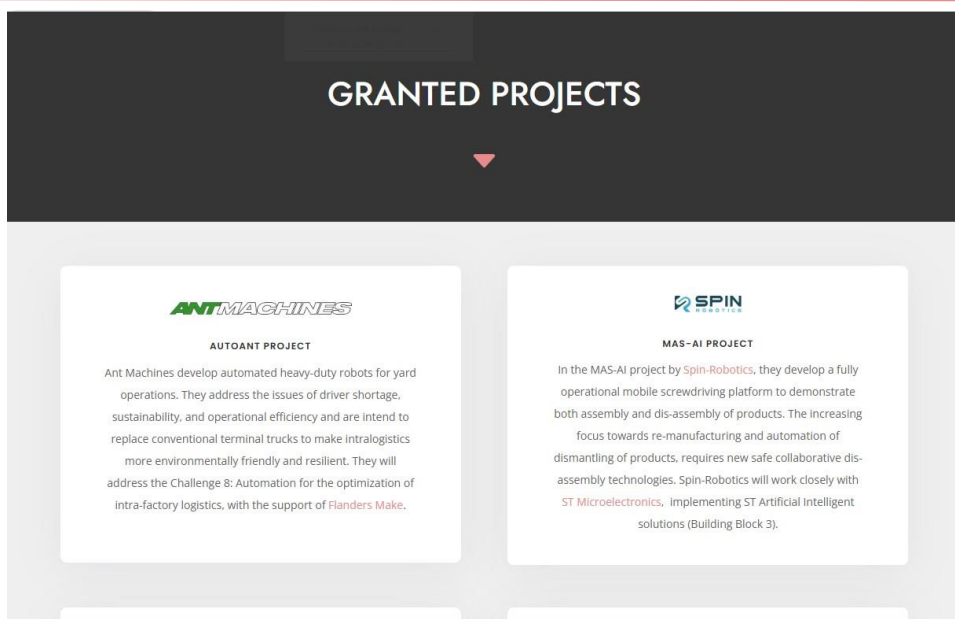 GRANTED PROJECTS
ANTMACHINES
AUTOANT PROJECT
Ant Machines develop automated heavy-duty robots for yard
operations. They address the issues of driver shortage,
sustainability, and operational efficiency and are intend to
replace conventional terminal trucks to make intralogistics
more environmentally friendly and resilient. They will
address the Challenge 8: Automation for the optimization of
intra-factory logistics, with the support of Flanders Make.
SPIN
ROBOTICS
MAS-AI PROJECT
In the MAS-AI project by Spin-Robotics, they develop a fully
operational mobile screwdriving platform to demonstrate
both assembly and dis-assembly of products. The increasing
focus towards re-manufacturing and automation of
dismantling of products, requires new safe collaborative dis-
assembly technologies. Spin-Robotics will work closely with
ST Microelectronics, implementing ST Artificial Intelligent
solutions (Building Block 3).